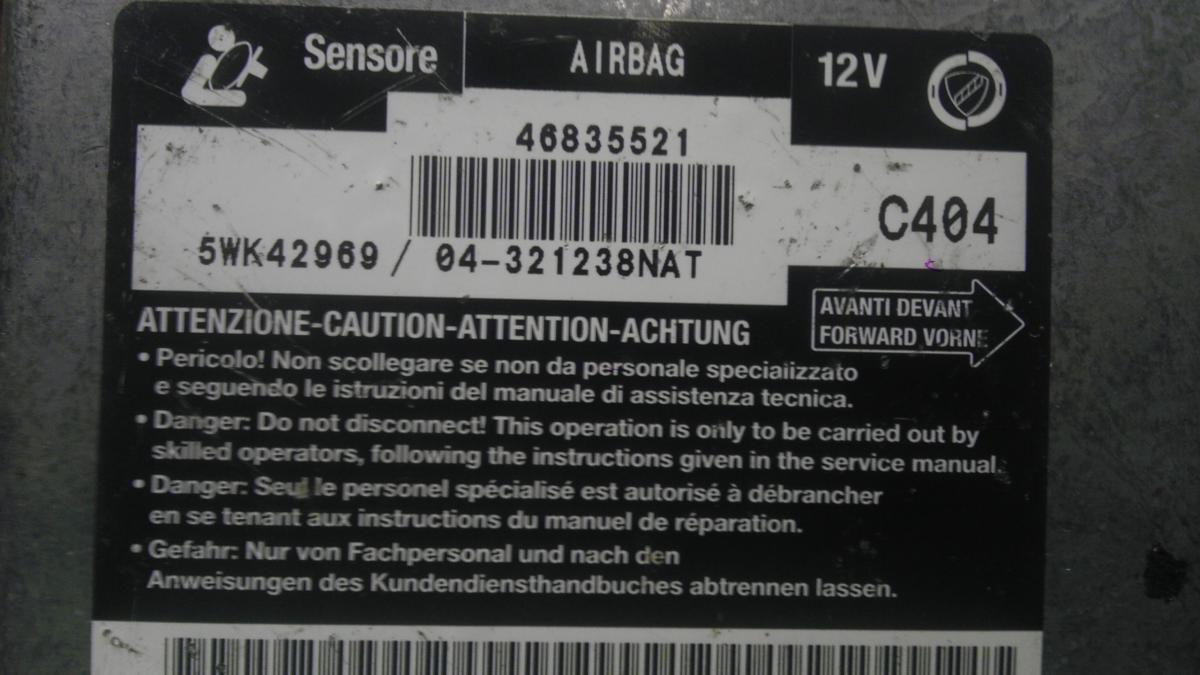 Sensore AIRBAG 12V
46835521
C404
5WK42969 / 04-321238NAT
AVANTI DEVANT
FORWARD VORNE
ATTENZIONE-CAUTION-ATTENTION-ACHTUNG
• Pericolo! Non scollegare se non da personale specializzato
e seguendo le istruzioni del manuale di assistenza tecnica.
• Danger: Do not disconnect! This operation is only to be carried out by
skilled operators, following the instructions given in the service manual.
• Danger: Seul le personel spécialisé est autorisé à débrancher
en se tenant aux instructions du manuel de réparation.
• Gefahr: Nur von Fachpersonal und nach den
Anweisungen des Kundendiensthandbuches abtrennen lassen.